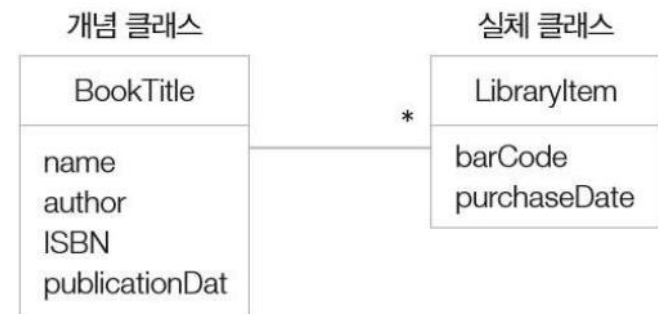 개념 클래스
실체 클래스
BookTitle
name
author
ISBN
publicationDat
*
LibraryItem
barCode
purchaseDate